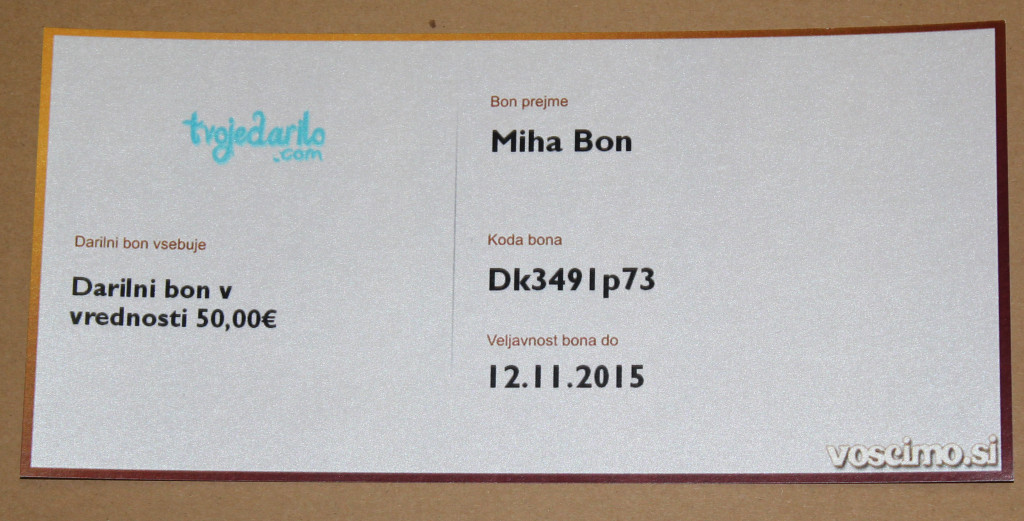 tvojedarilo
.com
Darilni bon vsebuje
Darilni bon v
vrednosti 50,00€
Bon prejme
Miha Bon
Koda bona
Dk3491p73
Veljavnost bona do
12.11.2015
voscimo.si